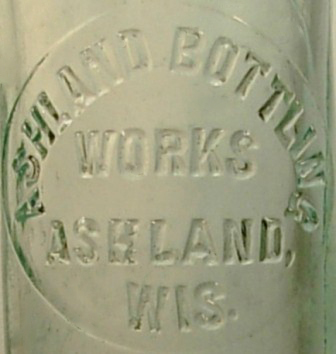 ASHLAND BOTTLING
WORKS
ASHLAND,
WIS.